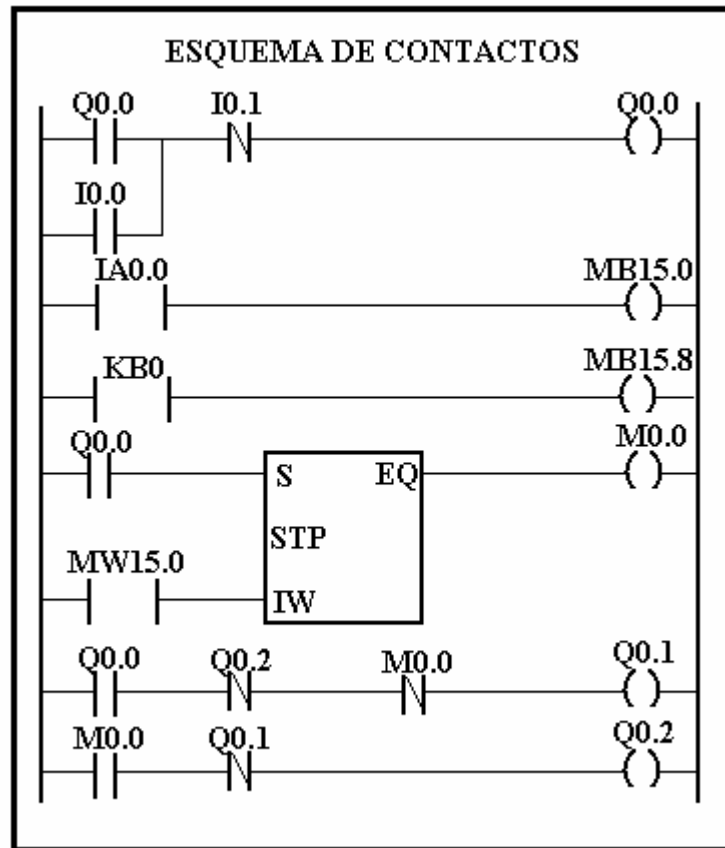 ESQUEMA DE CONTACTOS
Q0.0 I0.1 Q0.0
I0.0
IA0.0 MB15.0
KB0 MB15.8
Q0.0 M0.0
S EQ
STP
MW15.0
IW
Q0.0 Q0.2 M0.0 Q0.1
M0.0 Q0.1 Q0.2